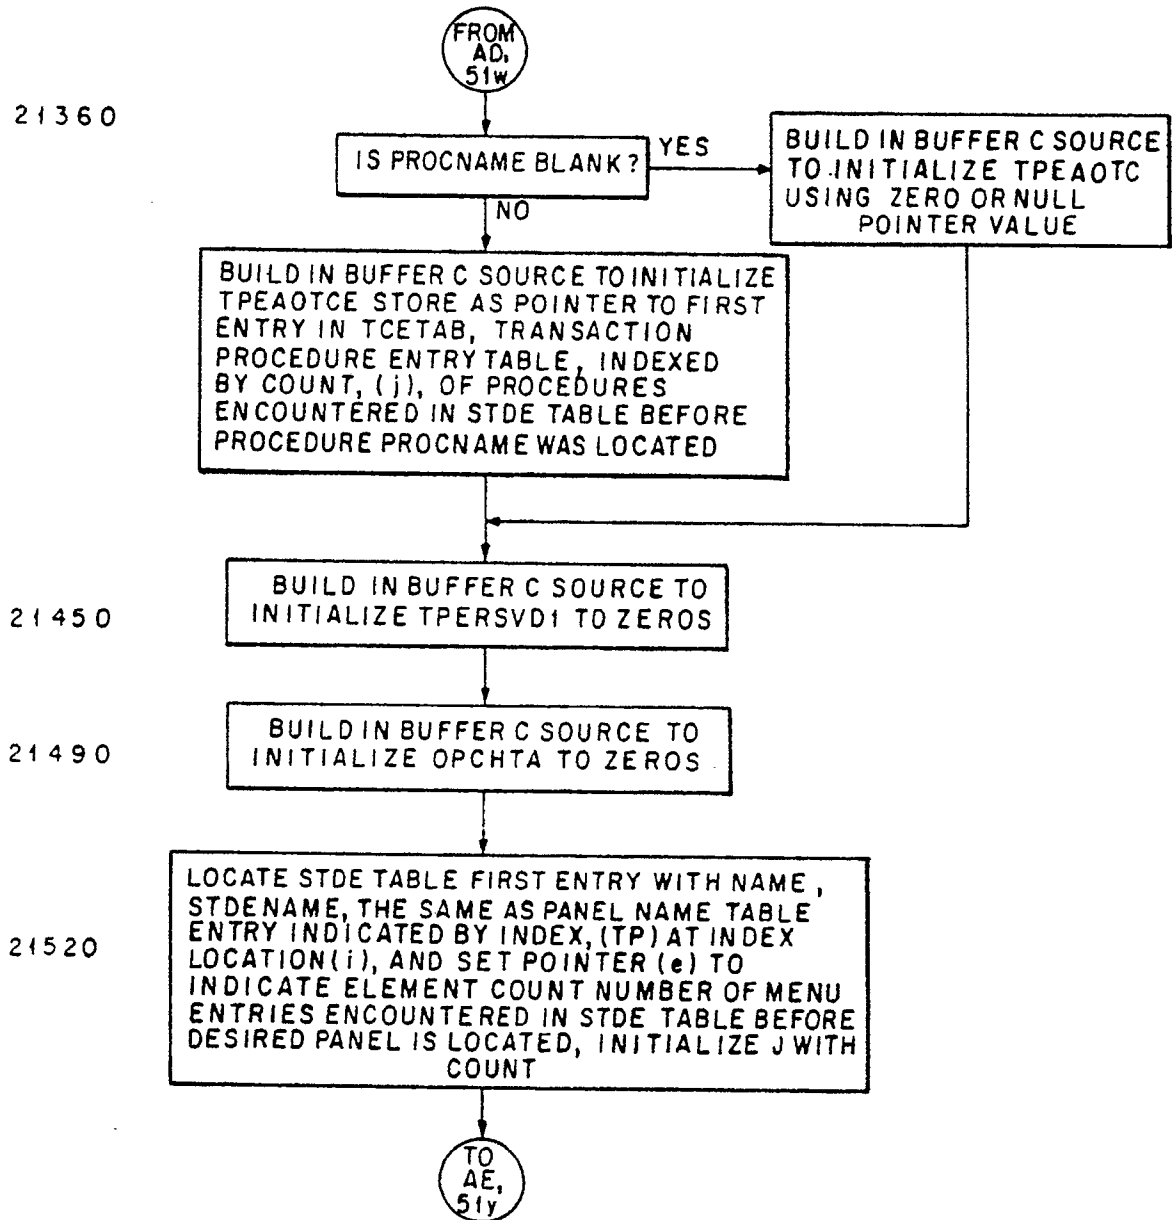 FROM
AD,
51w
21360
IS PROCNAME BLANK?
YES
NO
BUILD IN BUFFER C SOURCE
TO INITIALIZE TPEAOTC
USING ZERO OR NULL
POINTER VALUE
BUILD IN BUFFER C SOURCE TO INITIALIZE
TPEAOTCE STORE AS POINTER TO FIRST
ENTRY IN TCETAB, TRANSACTION
PROCEDURE ENTRY TABLE, INDEXED
BY COUNT, (j), OF PROCEDURES
ENCOUNTERED IN STDE TABLE BEFORE
PROCEDURE PROCNAME WAS LOCATED
21450
BUILD IN BUFFER C SOURCE TO
INITIALIZE TPERSVD1 TO ZEROS
21490
BUILD IN BUFFER C SOURCE TO
INITIALIZE OPCHTA TO ZEROS
21520
LOCATE STDE TABLE FIRST ENTRY WITH NAME,
STDENAME, THE SAME AS PANEL NAME TABLE
ENTRY INDICATED BY INDEX, (TP) AT INDEX
LOCATION(i), AND SET POINTER (e) TO
INDICATE ELEMENT COUNT NUMBER OF MENU
ENTRIES ENCOUNTERED IN STDE TABLE BEFORE
DESIRED PANEL IS LOCATED, INITIALIZE J WITH
COUNT
TO
AE,
51y